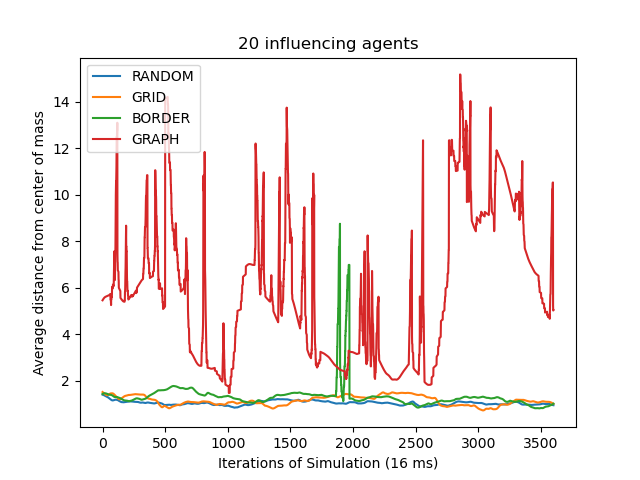 20 influencing agents
RANDOM
GRID
BORDER
GRAPH
Average distance from center of mass
14
12
10
8
6
4
2
0
500
1000
1500
2000
2500
3000
3500
Iterations of Simulation (16 ms)